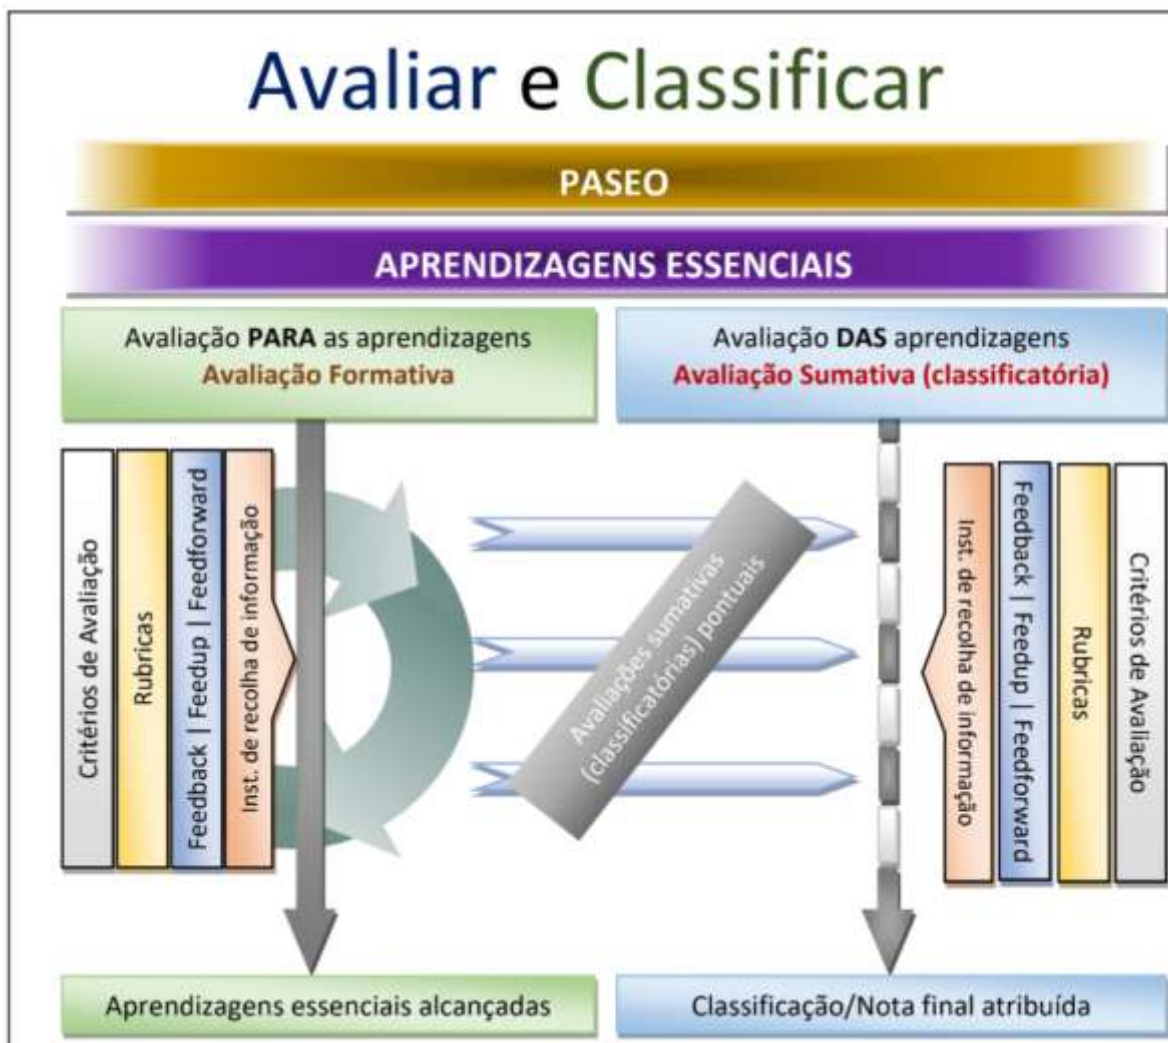 Avaliar e Classificar
PASEO
APRENDIZAGENS ESSENCIAIS
Avaliação PARA as aprendizagens
Avaliação Formativa
Avaliação DAS aprendizagens
Avaliação Sumativa (classificatória)
Critérios de Avaliação
Rubricas
Feedback | Feedup | Feedforward
Inst. de recolha de informação
Avaliações sumativas
(classificatórias) pontuais
Inst. de recolha de informação
Feedback | Feedup | Feedforward
Rubricas
Critérios de Avaliação
Aprendizagens essenciais alcançadas
Classificação/Nota final atribuída